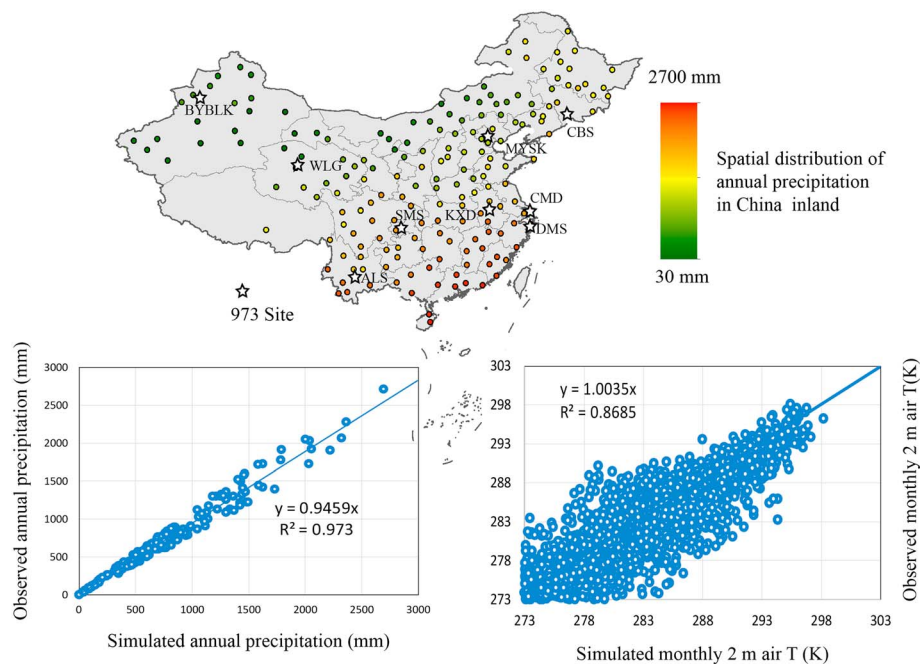 2700 mm
BYBLK
CBS
MYSK
WLG
Spatial distribution of
annual precipitation
in China inland
CMD
SMS
KXD
DMS
ALS
30 mm
973 Site
Observed annual precipitation (mm)
3000
2500
2000
1500
1000
500
0
y = 0.9459x
R² = 0.973
0
500
1000
1500
2000
2500
3000
Simulated annual precipitation (mm)
303
298
293
288
283
278
273
y = 1.0035x
R² = 0.8685
273
278
283
288
293
298
303
Simulated monthly 2 m air T (K)
Observed monthly 2 m air T(K)